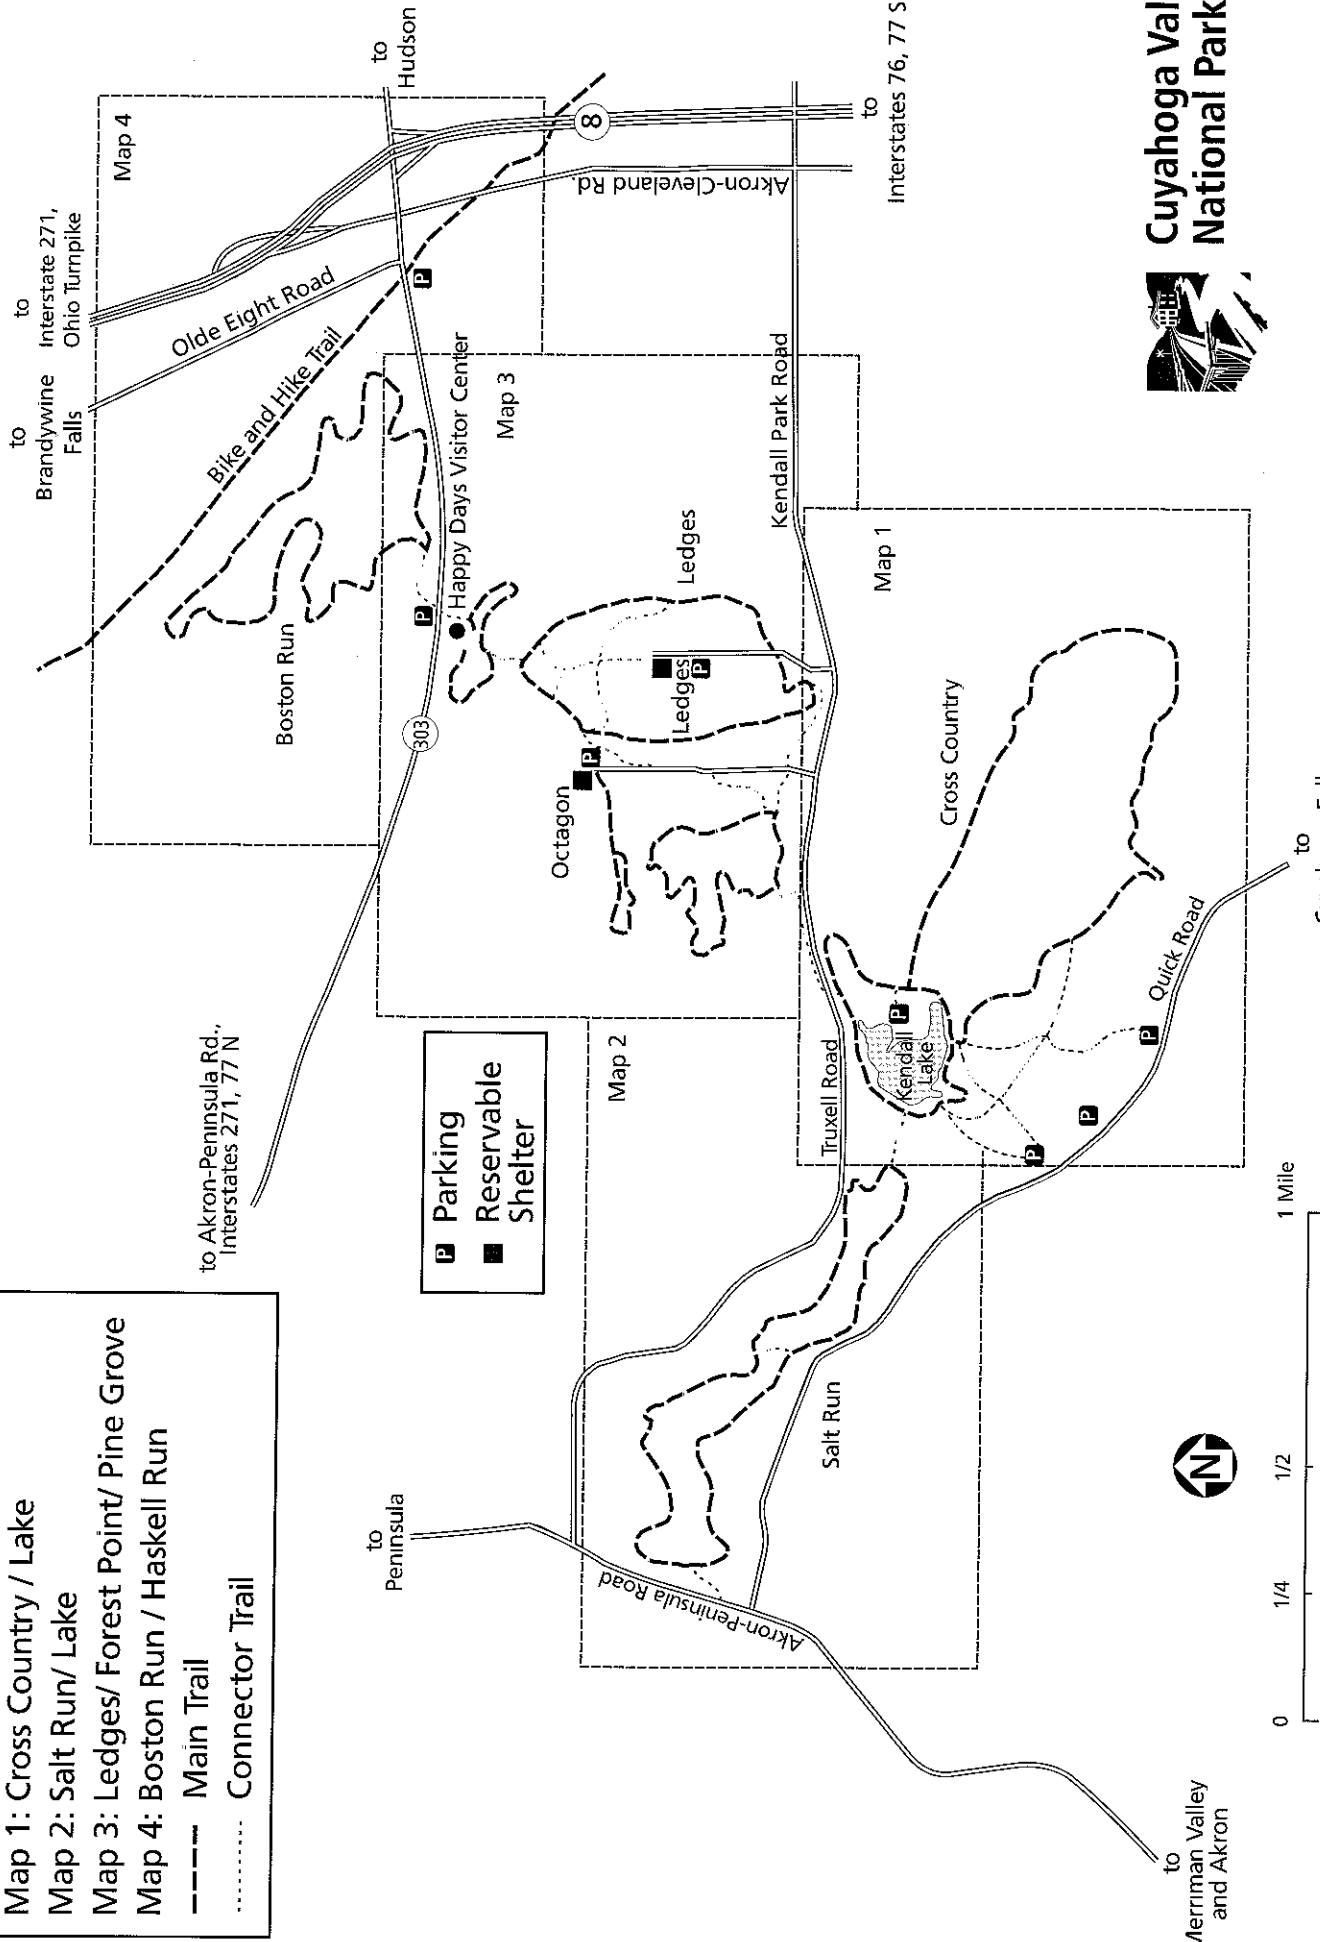 Map 1: Cross Country / Lake
Map 2: Salt Run/ Lake
Map 3: Ledges/ Forest Point/ Pine Grove
Map 4: Boston Run / Haskell Run
Main Trail
Connector Trail
to Akron-Peninsula Rd.,
Interstates 271, 77 N
to
Brandywine
Falls
to
Interstate 271,
Ohio Turnpike
Map 4
to
Hudson
Olde Eight Road
Bike and Hike Trail
Boston Run
303
P
P
Happy Days Visitor Center
Map 3
8
Akron-Cleveland Rd.
to
Interstates 76, 77 S
P Parking
Reservable
Shelter
Octagon
P
Ledges
P
Ledges
Kendall Park Road
to
Peninsula
Map 2
Truxell Road
Akron-Peninsula Road
Salt Run
Map 1
Kendall
Lake
P
Cross Country
P
P
P
Quick Road
to
to
Merriman Valley
and Akron
N
0
1/4
1/2
1 Mile
Cuyahoga Val
National Park